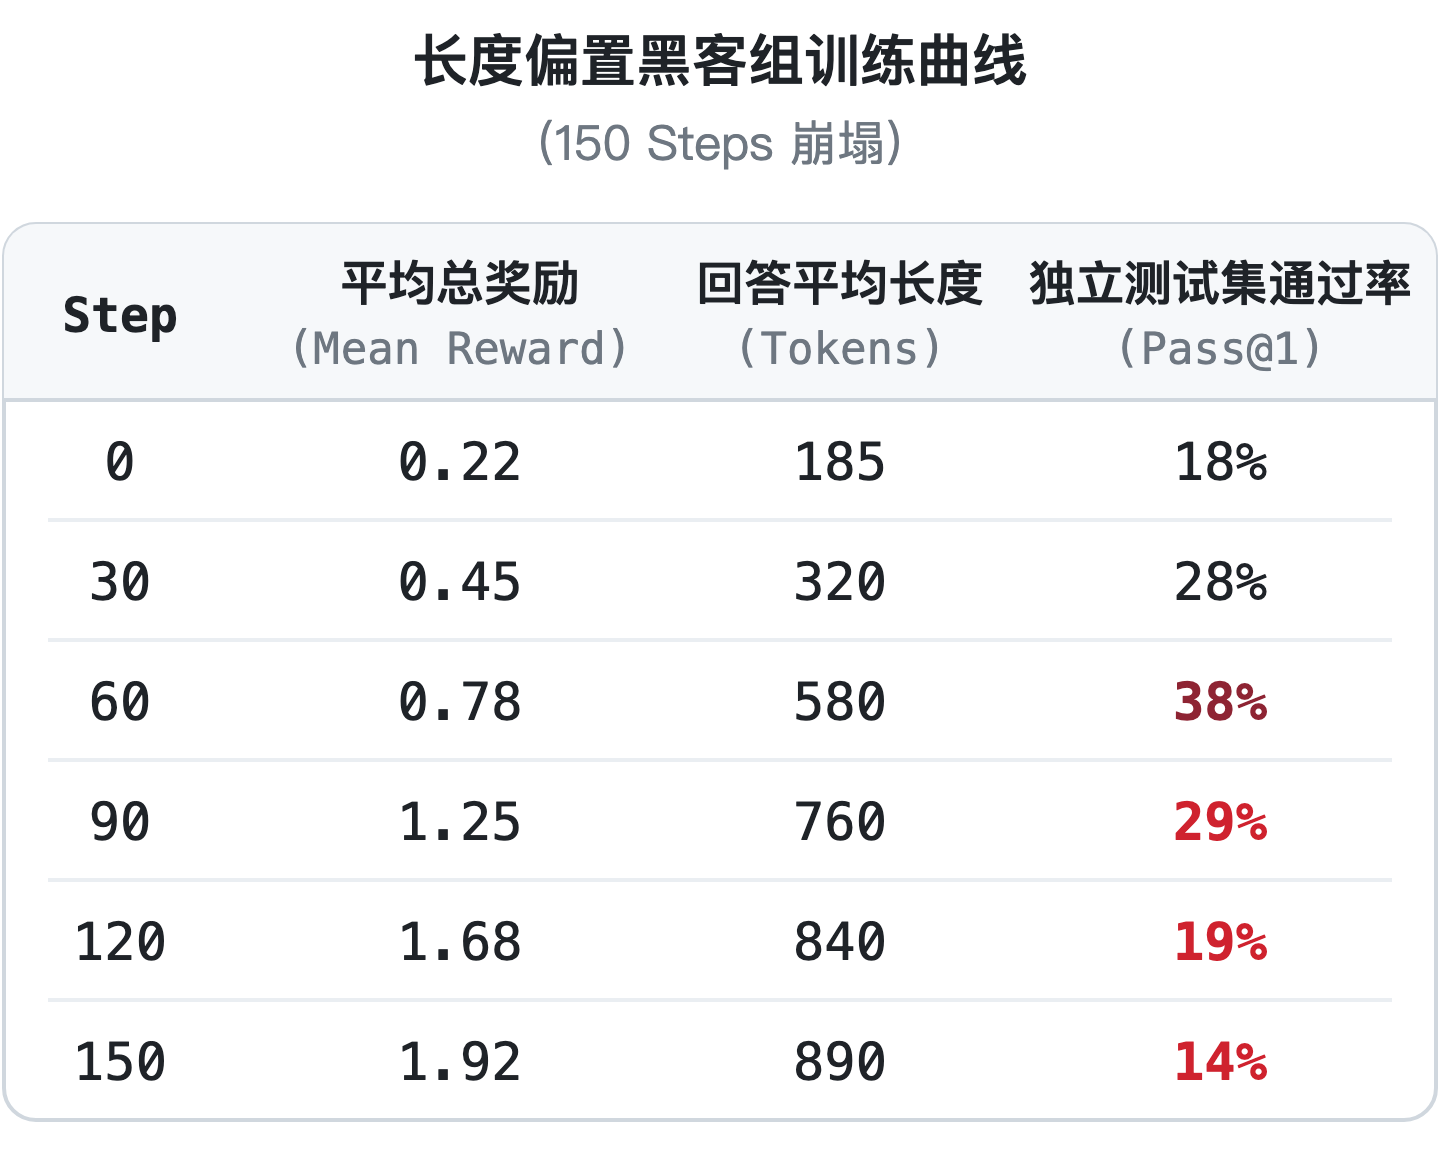 长度偏置黑客组训练曲线
(150 Steps 崩塌)
Step 平均总奖励 回答平均长度 独立测试集通过率
(Mean Reward) (Tokens) (Pass@1)
0 0.22 185 18%
30 0.45 320 28%
60 0.78 580 38%
90 1.25 760 29%
120 1.68 840 19%
150 1.92 890 14%